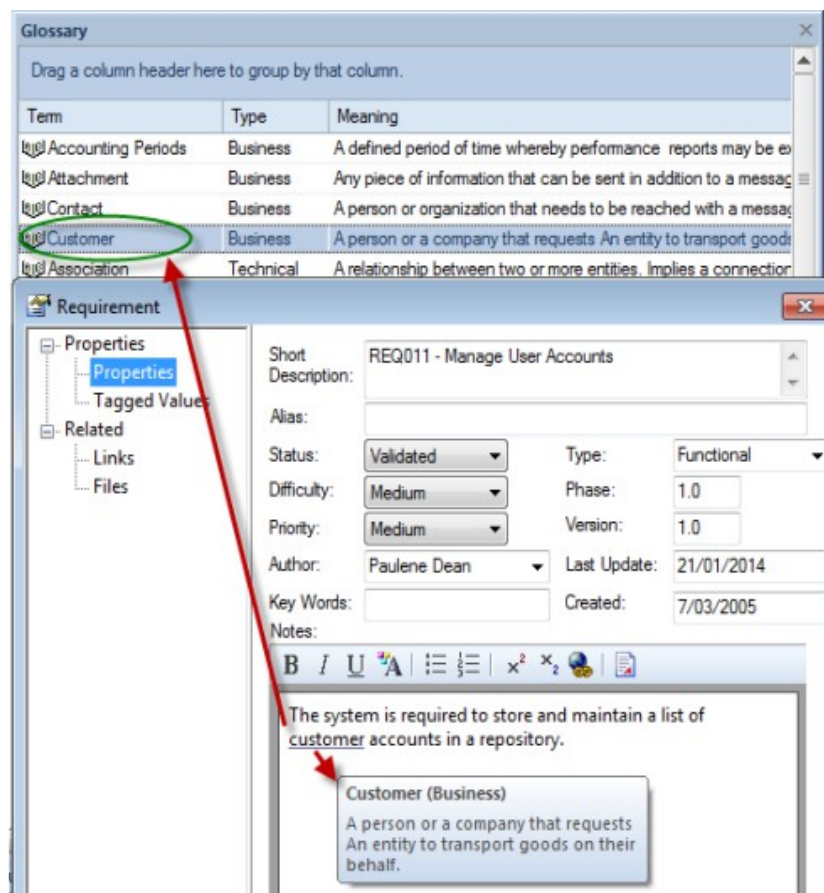 Glossary
Drag a column header here to group by that column.
Term Type Meaning
Accounting Periods Business A defined period of time whereby performance reports may be ex
Attachment Business Any piece of information that can be sent in addition to a messag
Contact Business A person or organization that needs to be reached with a messag
Customer Business A person or a company that requests An entity to transport goods
Association Technical A relationship between two or more entities. Implies a connection
Requirement
Properties
Properties
Tagged Values
Related
Links
Files
Short Description: REQ011 - Manage User Accounts
Alias:
Status: Validated Type: Functional
Difficulty: Medium Phase: 1.0
Priority: Medium Version: 1.0
Author: Paulene Dean Last Update: 21/01/2014
Key Words: Created: 7/03/2005
Notes:
B I U A x² x₂
The system is required to store and maintain a list of
customer accounts in a repository.
Customer (Business)
A person or a company that requests
An entity to transport goods on their
behalf.